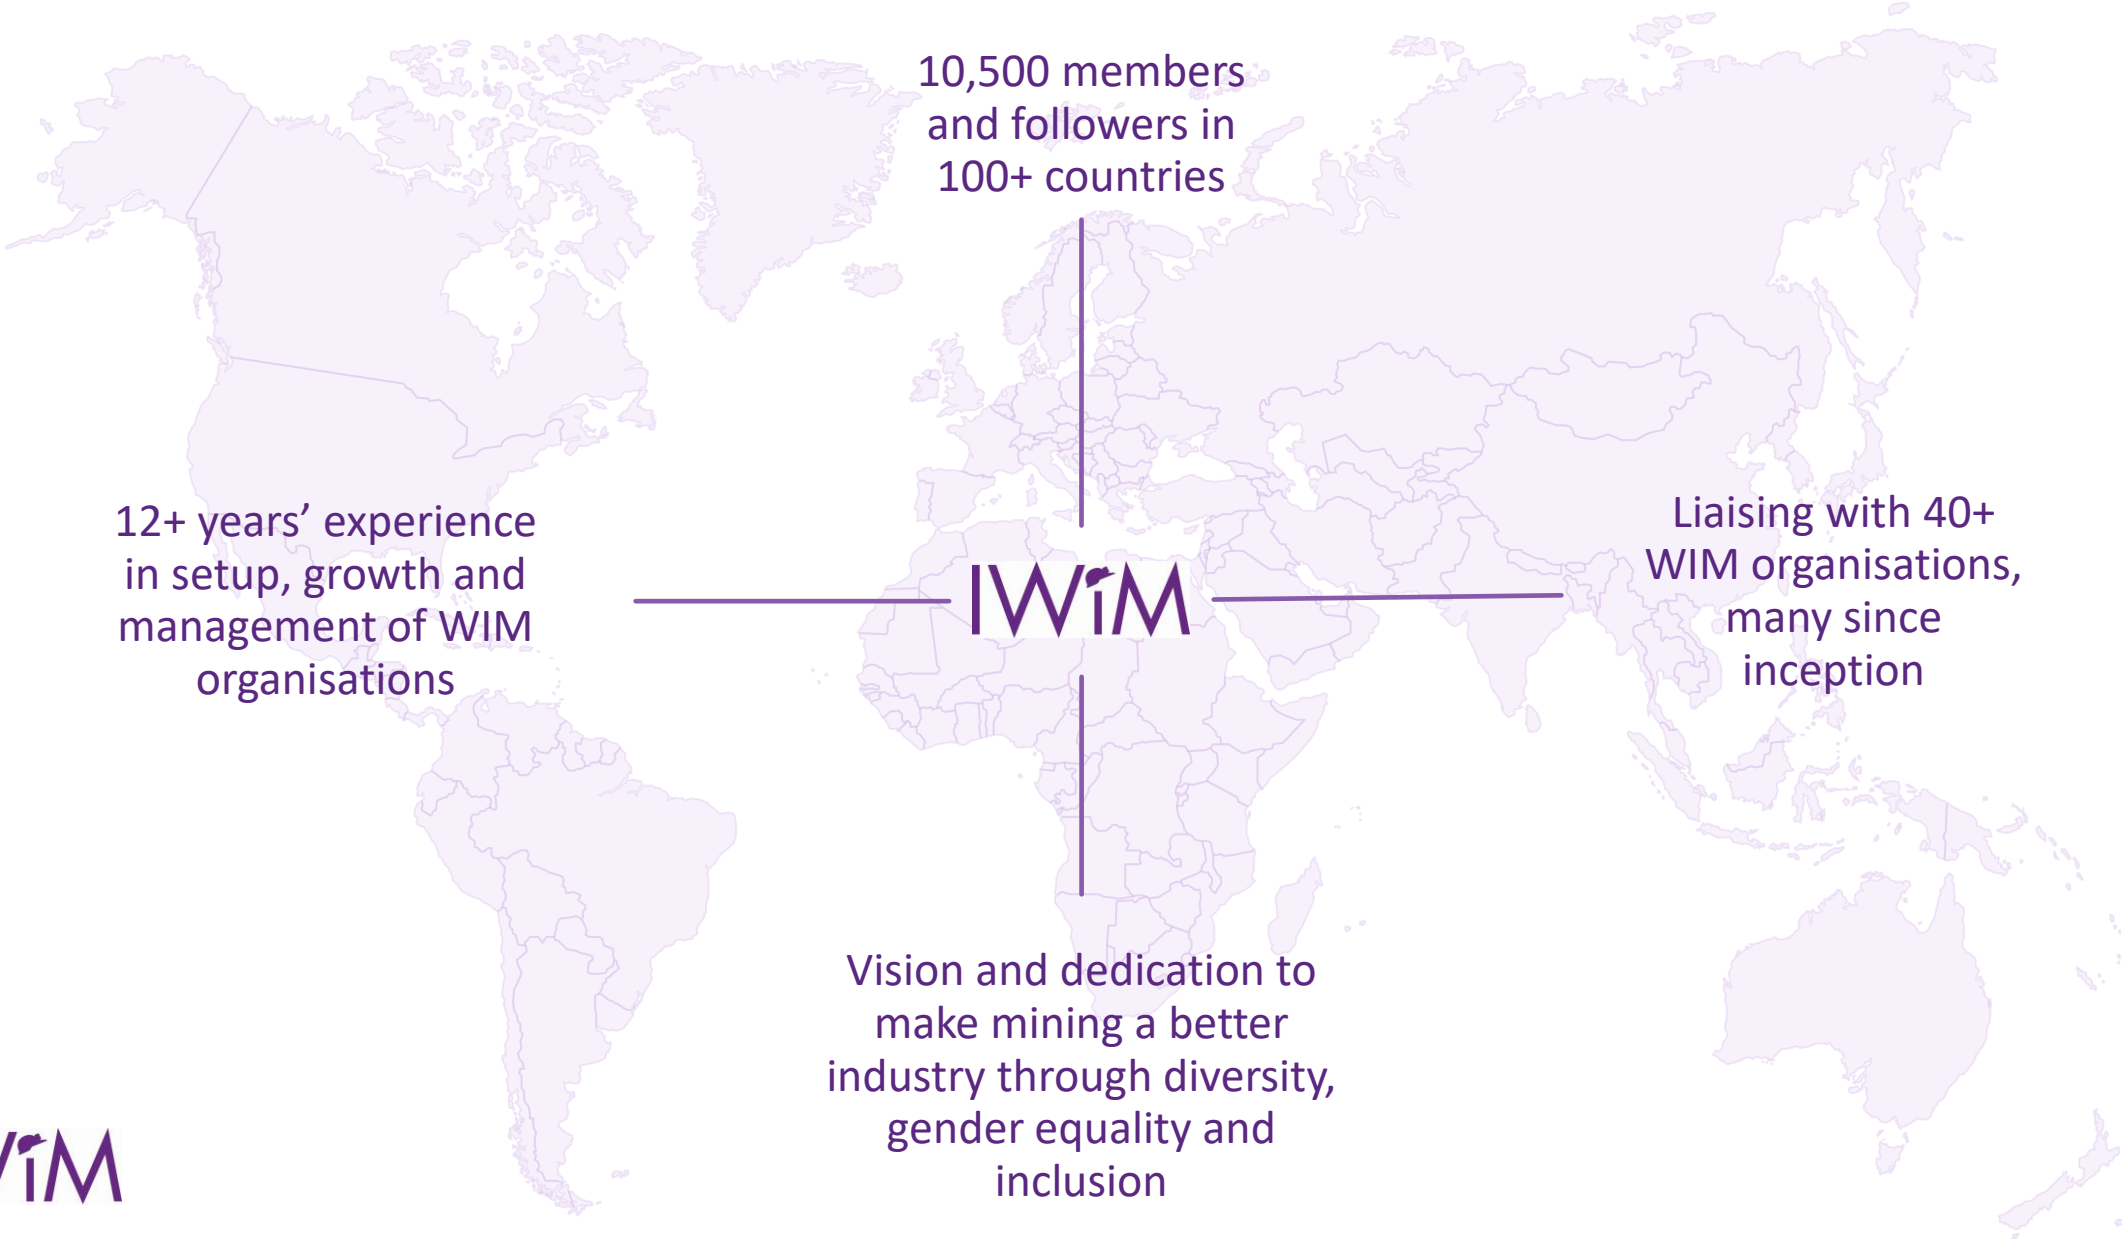 10,500 members
and followers in
100+ countries
12+ years’ experience
in setup, growth and
management of WIM
organisations
IWiM
Liaising with 40+
WIM organisations,
many since
inception
Vision and dedication to
make mining a better
industry through diversity,
gender equality and
inclusion
WiM